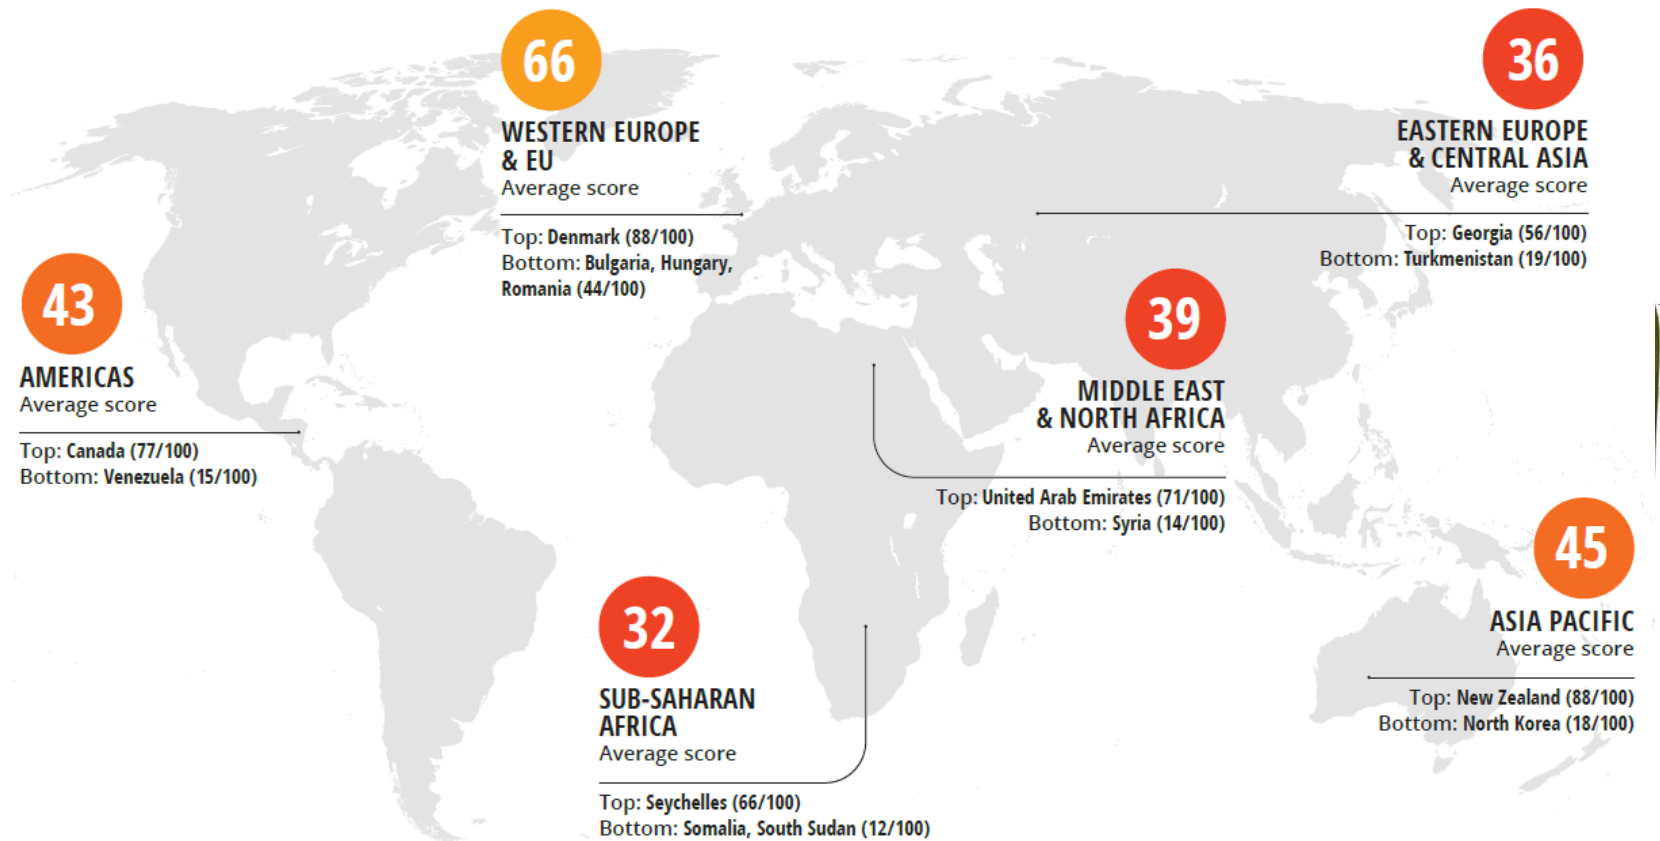 66
WESTERN EUROPE
& EU
Average score
Top: Denmark (88/100)
Bottom: Bulgaria, Hungary,
Romania (44/100)
36
EASTERN EUROPE
& CENTRAL ASIA
Average score
Top: Georgia (56/100)
Bottom: Turkmenistan (19/100)
43
AMERICAS
Average score
Top: Canada (77/100)
Bottom: Venezuela (15/100)
39
MIDDLE EAST
& NORTH AFRICA
Average score
Top: United Arab Emirates (71/100)
Bottom: Syria (14/100)
32
SUB-SAHARAN
AFRICA
Average score
Top: Seychelles (66/100)
Bottom: Somalia, South Sudan (12/100)
45
ASIA PACIFIC
Average score
Top: New Zealand (88/100)
Bottom: North Korea (18/100)